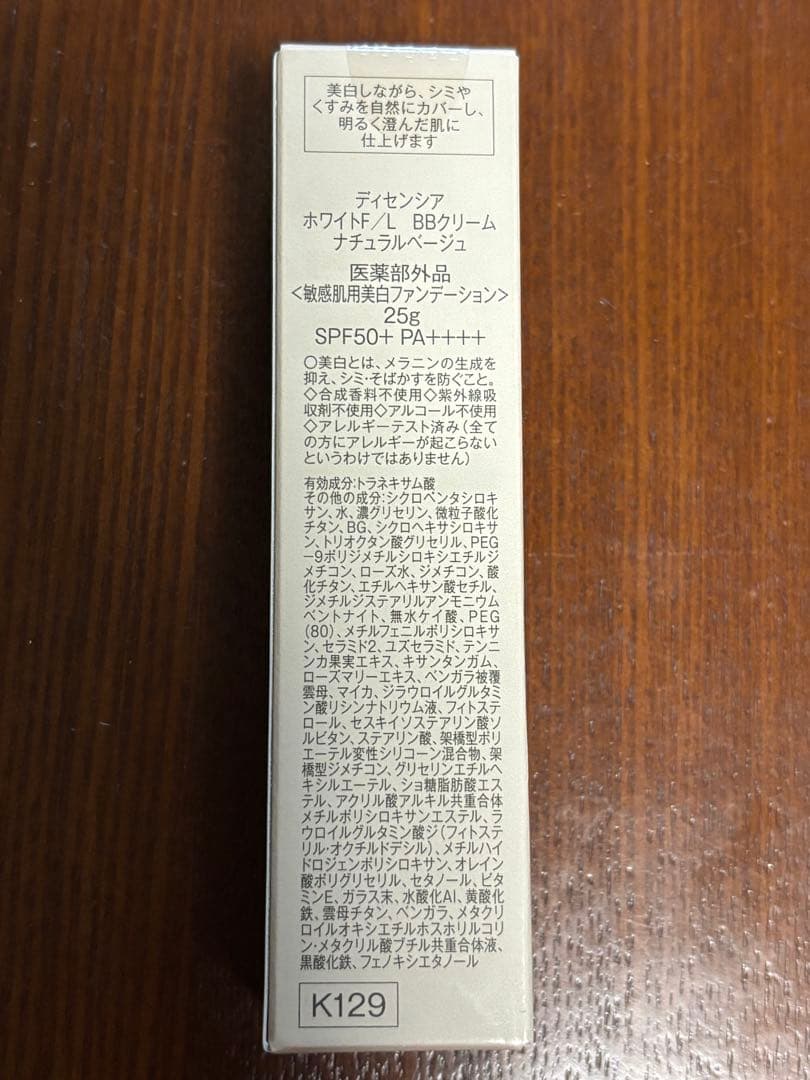 美白しながら、シミや
くすみを自然にカバーし、
明るく澄んだ肌に
仕上げます
ディセンシア
ホワイトF／L　BBクリーム
ナチュラルベージュ
医薬部外品
＜敏感肌用美白ファンデーション＞
25g
SPF50+ PA++++
〇美白とは、メラニンの生成を
抑え、シミ・そばかすを防ぐこと。
◇合成香料不使用◇紫外線吸
収剤不使用◇アルコール不使用
◇アレルギーテスト済み（全て
の方にアレルギーが起こらない
というわけではありません）
有効成分：トラネキサム酸
その他の成分：シクロペンタシロキ
サン、水、濃グリセリン、微粒子酸化
チタン、BG、シクロヘキサシロキサ
ン、トリオクタン酸グリセリル、PEG
－9ポリジメチルシロキシエチルジ
メチコン、ローズ水、ジメチコン、酸
化チタン、エチルヘキサン酸セチル、
ジメチルジステアリルアンモニウム
ベントナイト、無水ケイ酸、PEG
(80)、メチルフェニルポリシロキサ
ン、セラミド2、ユズセラミド、テンニ
ンカ果実エキス、キサンタンガム、
ローズマリーエキス、ベンガラ被覆
雲母、マイカ、ジラウロイルグルタミ
ン酸リシンナトリウム液、フィトステ
ロール、セスキイソステアリン酸ソ
ルビタン、ステアリン酸、架橋型ポリ
エーテル変性シリコーン混合物、架
橋型ジメチコン、グリセリンエチルヘ
キシルエーテル、ショ糖脂肪酸エス
テル、アクリル酸アルキル共重合体
メチルポリシロキサンエステル、ラ
ウロイルグルタミン酸ジ（フィトステ
リル・オクチルドデシル）、メチルハイ
ドロジェンポリシロキサン、オレイン
酸ポリグリセリル、セタノール、ビタ
ミンE、ガラス末、水酸化Al、黄酸化
鉄、雲母チタン、ベンガラ、メタクリ
ロイルオキシエチルホスホリルコリ
ン・メタクリル酸ブチル共重合体液、
黒酸化鉄、フェノキシエタノール
K129